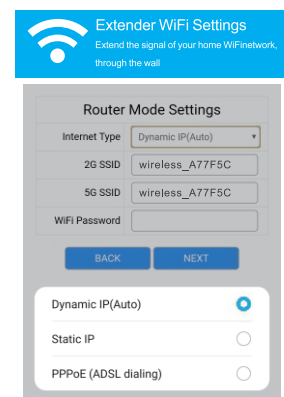 Extender WiFi Settings
Extend the signal of your home WiFinetwork,
through the wall
Router Mode Settings
Internet Type Dynamic IP(Auto)
2G SSID wireless_A77F5C
5G SSID wireless_A77F5C
WiFi Password
BACK NEXT
Dynamic IP(Auto)
Static IP
PPPoE (ADSL dialing)